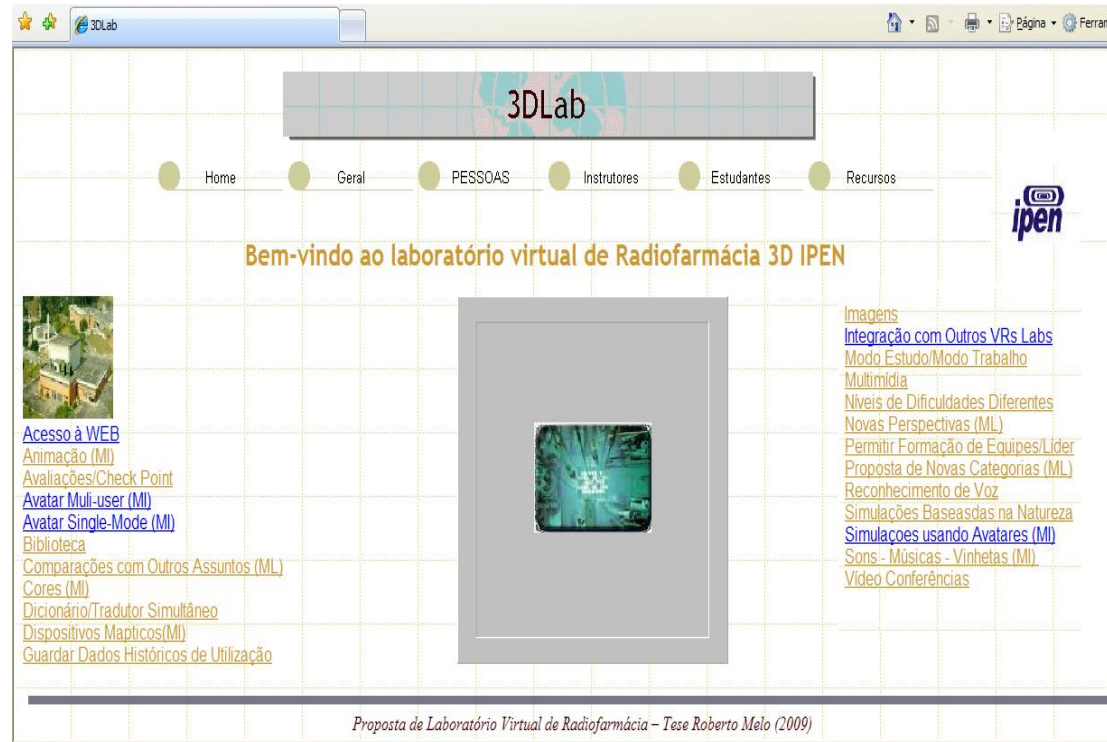 3DLab
Página
Ferrar
3DLab
Home Geral PESSOAS Instrutores Estudantes Recursos
ipen
Bem-vindo ao laboratório virtual de Radiofarmácia 3D IPEN
Acesso à WEB
Animação (MI)
Avaliações/Check Point
Avatar Muli-user (MI)
Avatar Single-Mode (MI)
Biblioteca
Comparações com Outros Assuntos (ML)
Cores (MI)
Dicionário/Tradutor Simultâneo
Dispositivos Mapticos(MI)
Guardar Dados Históricos de Utilização
Imagens
Integração com Outros VRs Labs
Modo Estudo/Modo Trabalho
Multimídia
Níveis de Dificuldades Diferentes
Novas Perspectivas (ML)
Permitir Formação de Equipes/Líder
Proposta de Novas Categorias (ML)
Reconhecimento de Voz
Simulações Baseasdas na Natureza
Simulaçoes usando Avatares (MI)
Sons - Músicas - Vinhetas (MI)
Vídeo Conferências
Proposta de Laboratório Virtual de Radiofarmácia – Tese Roberto Melo (2009)